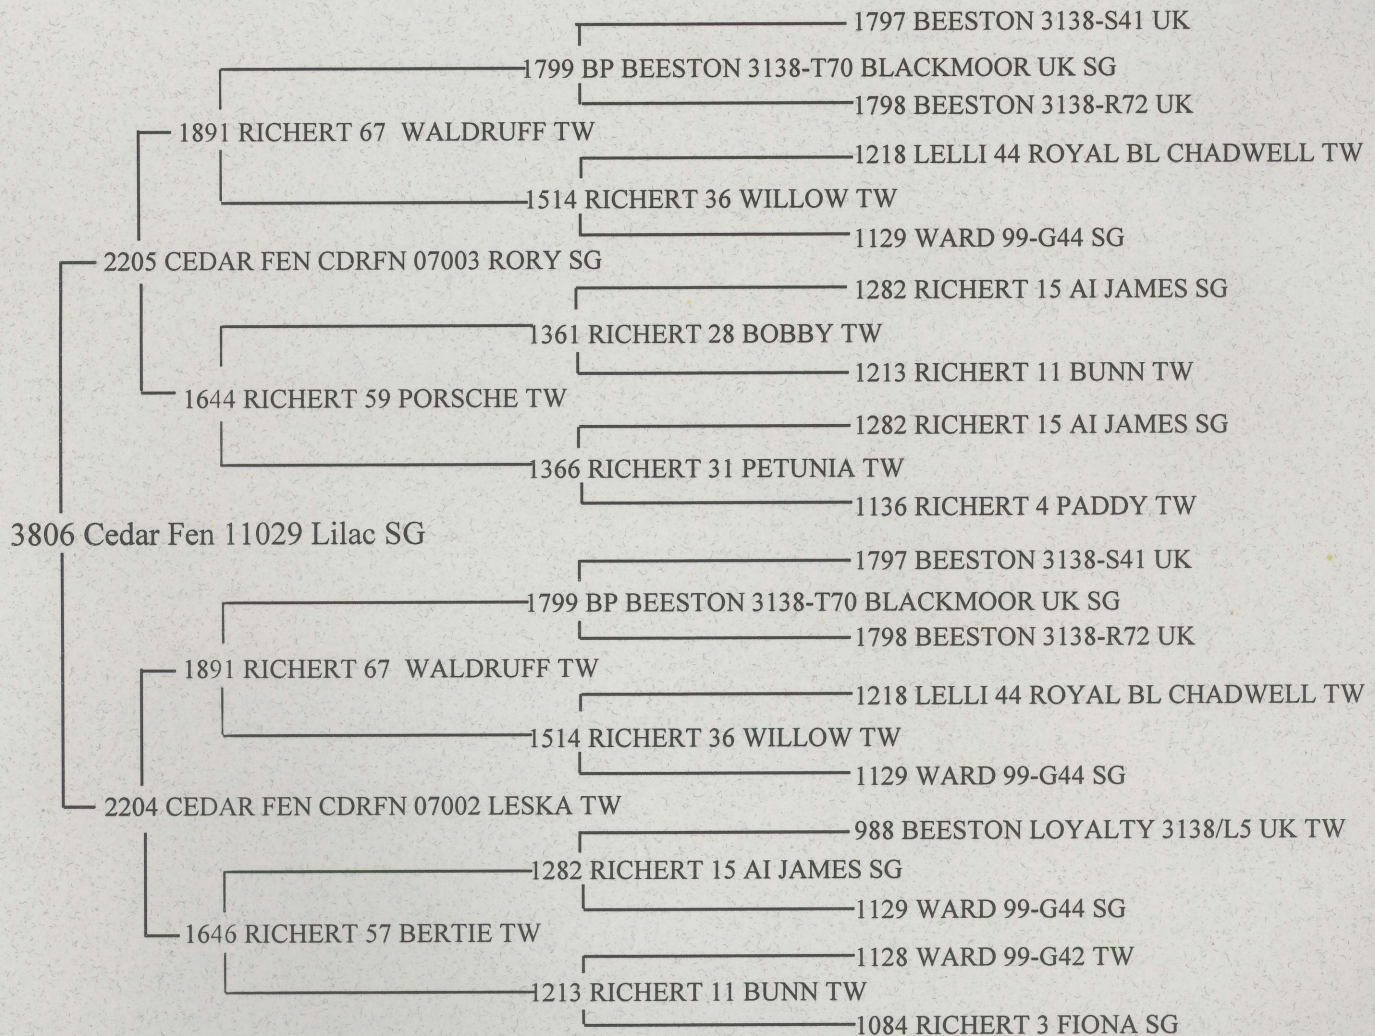 1797 BEESTON 3138-S41 UK
1799 BP BEESTON 3138-T70 BLACKMOOR UK SG
1798 BEESTON 3138-R72 UK
1891 RICHERT 67 WALDRUFF TW
1218 LELLI 44 ROYAL BL CHADWELL TW
1514 RICHERT 36 WILLOW TW
1129 WARD 99-G44 SG
2205 CEDAR FEN CDRFN 07003 RORY SG
1282 RICHERT 15 AI JAMES SG
1361 RICHERT 28 BOBBY TW
1213 RICHERT 11 BUNN TW
1644 RICHERT 59 PORSCHE TW
1282 RICHERT 15 AI JAMES SG
1366 RICHERT 31 PETUNIA TW
1136 RICHERT 4 PADDY TW
3806 Cedar Fen 11029 Lilac SG
1797 BEESTON 3138-S41 UK
1799 BP BEESTON 3138-T70 BLACKMOOR UK SG
1798 BEESTON 3138-R72 UK
1891 RICHERT 67 WALDRUFF TW
1218 LELLI 44 ROYAL BL CHADWELL TW
1514 RICHERT 36 WILLOW TW
1129 WARD 99-G44 SG
2204 CEDAR FEN CDRFN 07002 LESKA TW
988 BEESTON LOYALTY 3138/L5 UK TW
1282 RICHERT 15 AI JAMES SG
1129 WARD 99-G44 SG
1646 RICHERT 57 BERTIE TW
1128 WARD 99-G42 TW
1213 RICHERT 11 BUNN TW
1084 RICHERT 3 FIONA SG